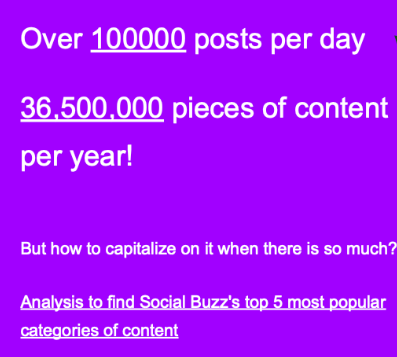 Over 100000 posts per day
36,500,000 pieces of content
per year!
But how to capitalize on it when there is so much?
Analysis to find Social Buzz's top 5 most popular
categories of content